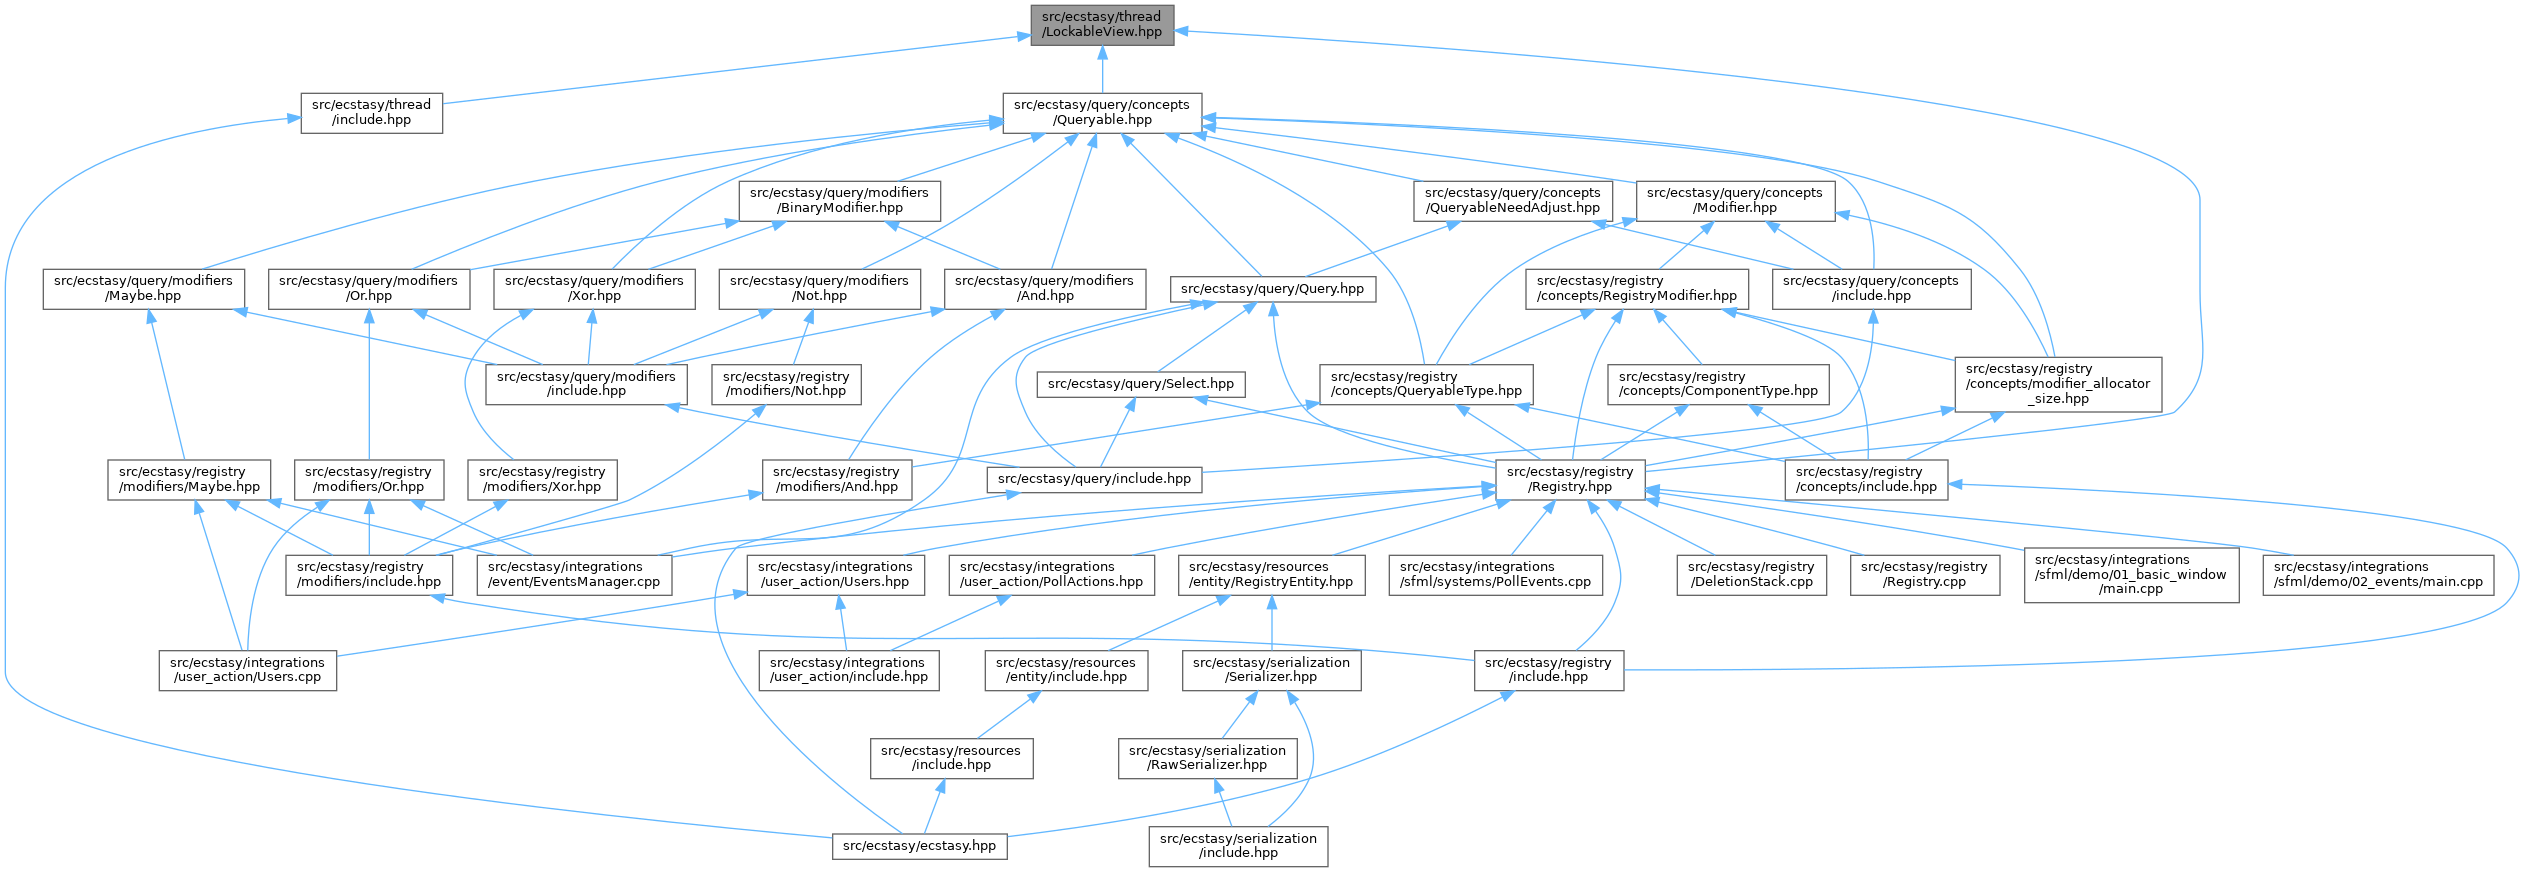 src/ecstasy/thread
/LockableView.hpp
src/ecstasy/thread
/include.hpp
src/ecstasy/query/concepts
/Queryable.hpp
src/ecstasy/query/modifiers
/BinaryModifier.hpp
src/ecstasy/query/concepts
/QueryableNeedAdjust.hpp
src/ecstasy/query/concepts
/Modifier.hpp
src/ecstasy/query/modifiers
/Maybe.hpp
src/ecstasy/query/modifiers
/Or.hpp
src/ecstasy/query/modifiers
/Xor.hpp
src/ecstasy/query/modifiers
/Not.hpp
src/ecstasy/query/modifiers
/And.hpp
src/ecstasy/query/Query.hpp
src/ecstasy/registry
/concepts/RegistryModifier.hpp
src/ecstasy/query/concepts
/include.hpp
src/ecstasy/query/modifiers
/include.hpp
src/ecstasy/registry
/modifiers/Not.hpp
src/ecstasy/query/Select.hpp
src/ecstasy/registry
/concepts/QueryableType.hpp
src/ecstasy/registry
/concepts/ComponentType.hpp
src/ecstasy/registry
/concepts/modifier_allocator
_size.hpp
src/ecstasy/registry
/modifiers/Maybe.hpp
src/ecstasy/registry
/modifiers/Or.hpp
src/ecstasy/registry
/modifiers/Xor.hpp
src/ecstasy/registry
/modifiers/And.hpp
src/ecstasy/query/include.hpp
src/ecstasy/registry
/Registry.hpp
src/ecstasy/registry
/concepts/include.hpp
src/ecstasy/registry
/modifiers/include.hpp
src/ecstasy/integrations
/event/EventsManager.cpp
src/ecstasy/integrations
/user_action/Users.hpp
src/ecstasy/integrations
/user_action/PollActions.hpp
src/ecstasy/resources
/entity/RegistryEntity.hpp
src/ecstasy/integrations
/sfml/systems/PollEvents.cpp
src/ecstasy/registry
/DeletionStack.cpp
src/ecstasy/registry
/Registry.cpp
src/ecstasy/integrations
/sfml/demo/01_basic_window
/main.cpp
src/ecstasy/integrations
/sfml/demo/02_events/main.cpp
src/ecstasy/integrations
/user_action/Users.cpp
src/ecstasy/integrations
/user_action/include.hpp
src/ecstasy/resources
/entity/include.hpp
src/ecstasy/serialization
/Serializer.hpp
src/ecstasy/registry
/include.hpp
src/ecstasy/resources
/include.hpp
src/ecstasy/serialization
/RawSerializer.hpp
src/ecstasy/ecstasy.hpp
src/ecstasy/serialization
/include.hpp